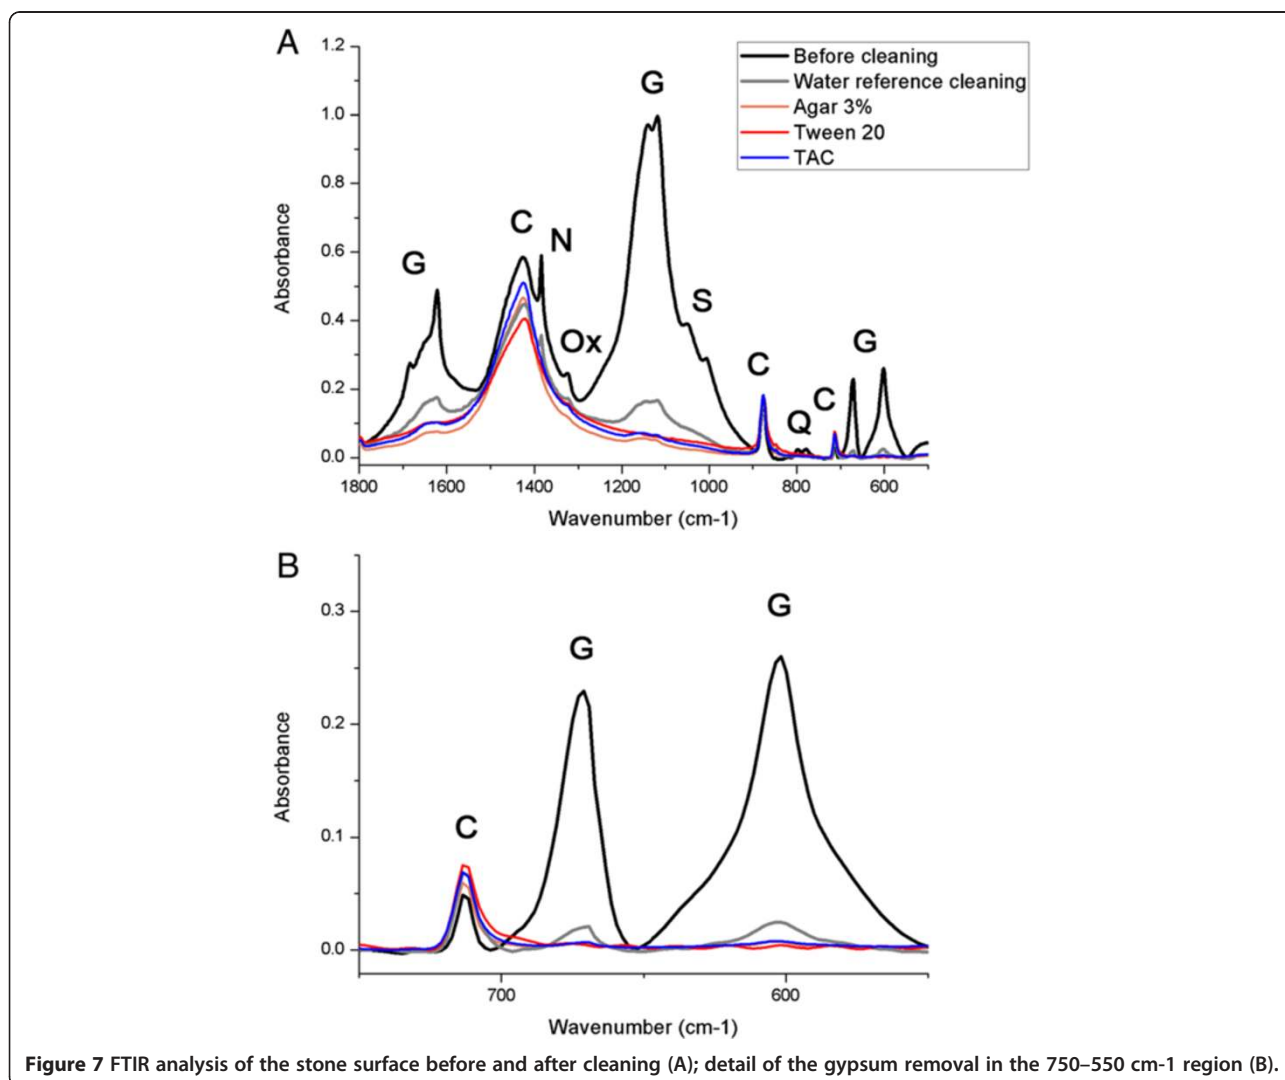 A
1.2
1.0
0.8
0.6
0.4
0.2
0.0
Absorbance
G
C
N
Ox
G
S
C
Q
C
G
Before cleaning
Water reference cleaning
Agar 3%
Tween 20
TAC
1800 1600 1400 1200 1000 800 600
Wavenumber (cm-1)
B
0.3
0.2
0.1
0.0
Absorbance
C
G
G
700 600
Wavenumber (cm-1)
Figure 7 FTIR analysis of the stone surface before and after cleaning (A); detail of the gypsum removal in the 750–550 cm-1 region (B).